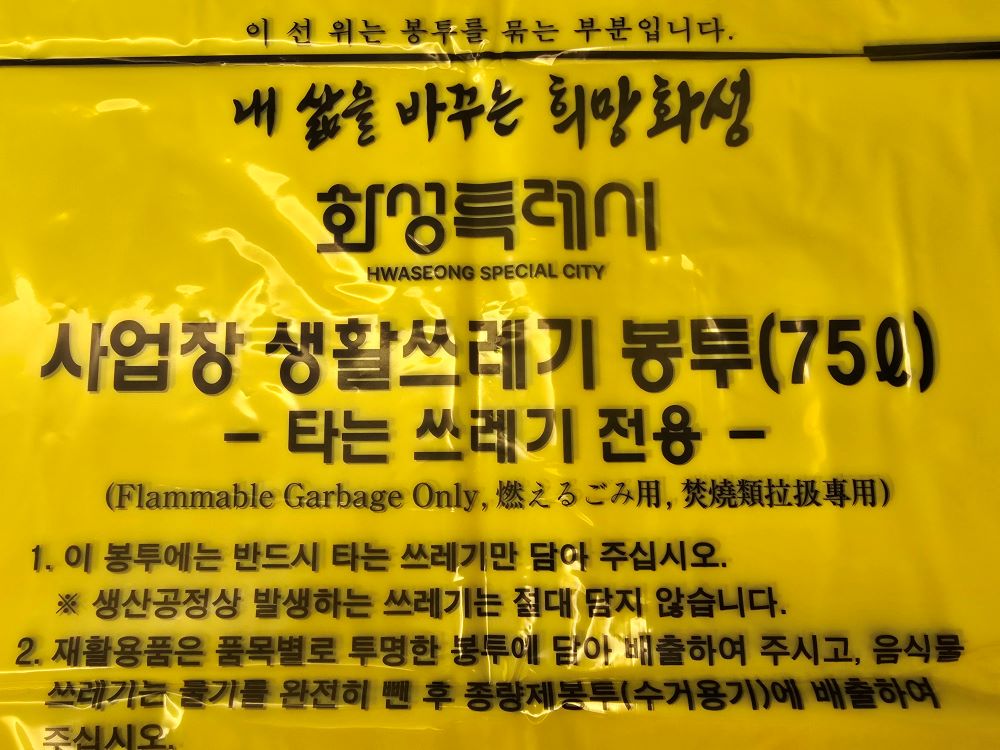 이 선 위는 봉투를 묶는 부분입니다.
내 삶을 바꾸는 희망화성
화성특례시
HWASEONG SPECIAL CITY
사업장 생활쓰레기 봉투(75ℓ)
- 타는 쓰레기 전용 -
(Flammable Garbage Only, 燃えるごみ用, 焚燒類拉扱專用)
1. 이 봉투에는 반드시 타는 쓰레기만 담아 주십시오.
※ 생산공정상 발생하는 쓰레기는 절대 담지 않습니다.
2. 재활용품은 품목별로 투명한 봉투에 담아 배출하여 주시고, 음식물
쓰레기는 물기를 완전히 뺀 후 종량제봉투(수거용기)에 배출하여
주십시오.